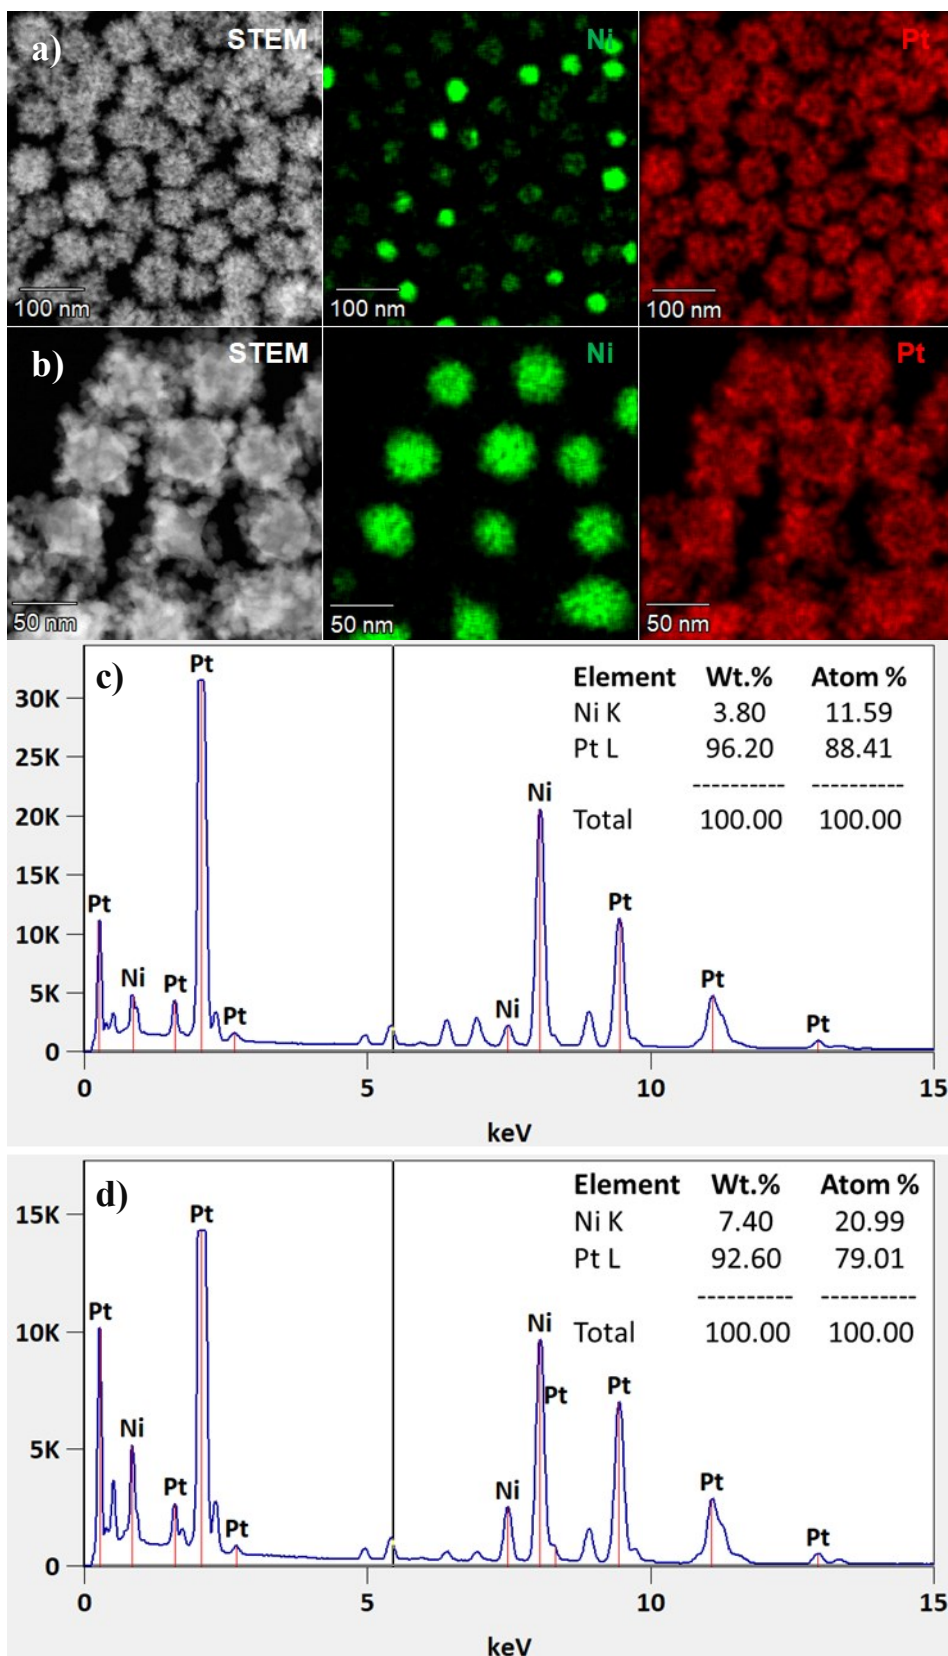 a) STEM Ni Pt
100 nm 100 nm 100 nm
b) STEM Ni Pt
50 nm 50 nm 50 nm
c)
Element Wt.% Atom %
Ni K 3.80 11.59
Pt L 96.20 88.41
---------- ----------
Total 100.00 100.00
30K
25K
20K
15K
10K
5K
0
Pt
Ni
Pt
Pt
Pt
Ni
Ni
Pt
Pt
Pt
0 5 10 15
keV
d)
Element Wt.% Atom %
Ni K 7.40 20.99
Pt L 92.60 79.01
---------- ----------
Total 100.00 100.00
15K
10K
5K
0
Pt
Ni
Pt
Pt
Pt
Ni
Ni
Pt
Pt
Pt
Pt
0 5 10 15
keV